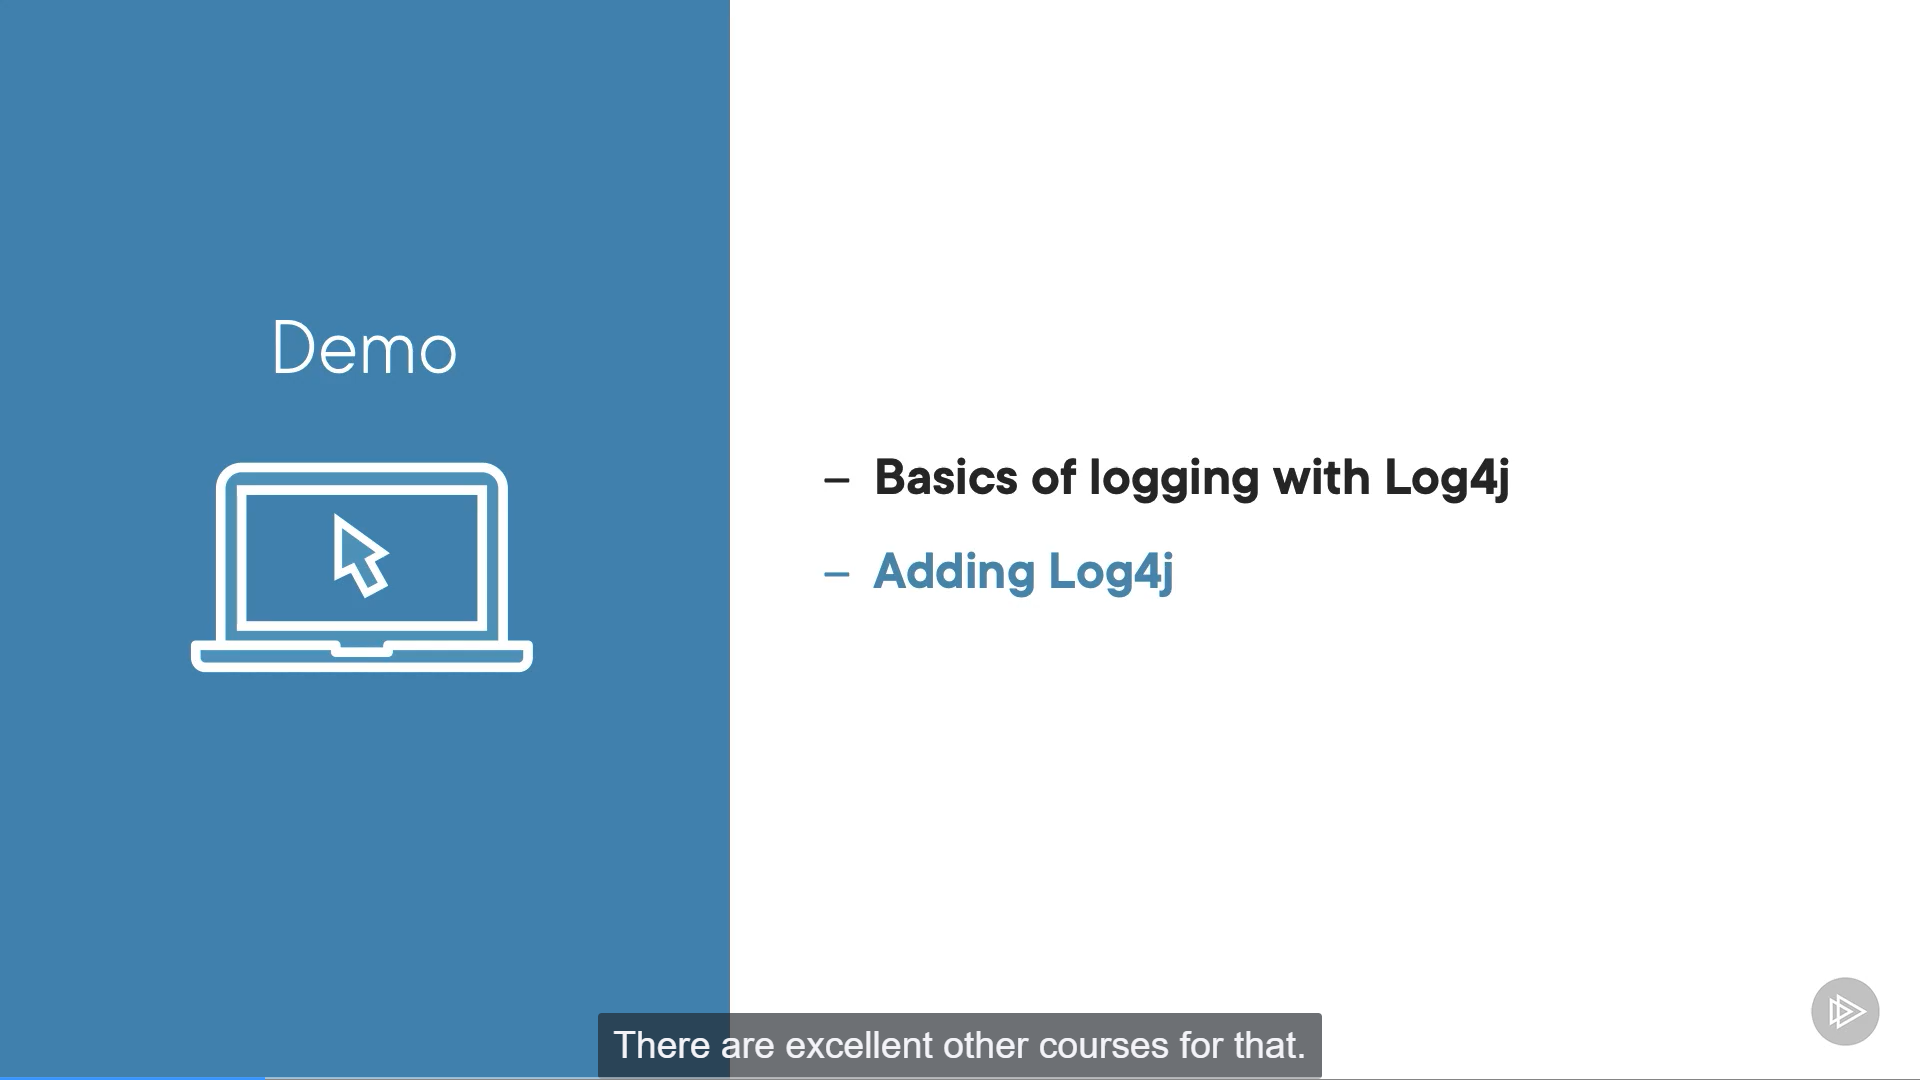 Demo
– Basics of logging with Log4j
– Adding Log4j
There are excellent other courses for that.